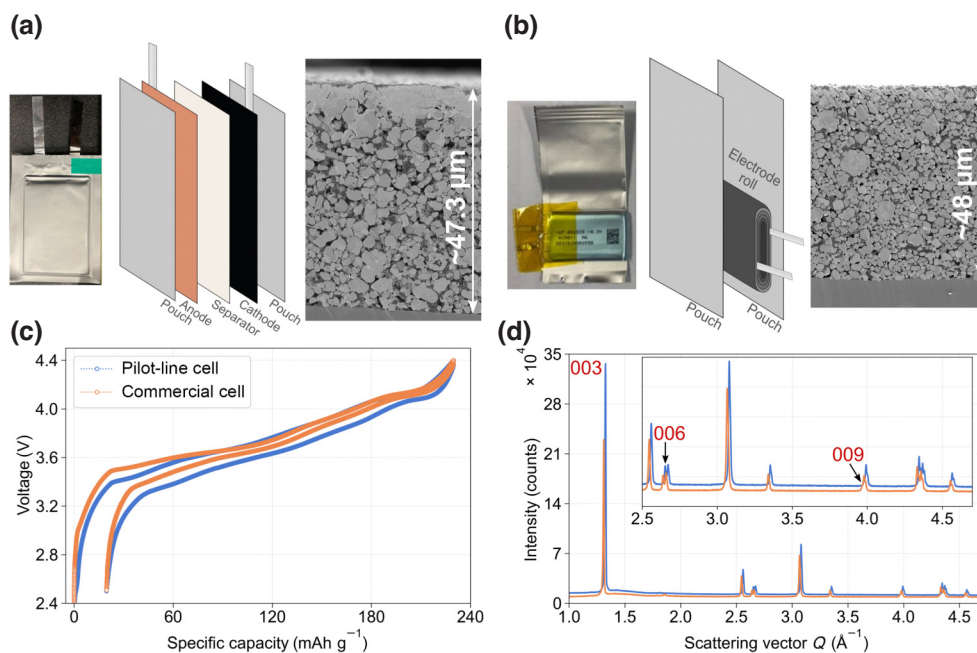 (a)
Pouch
Anode
Separator
Cathode
Pouch
~47.3 µm
(b)
Electrode
roll
Pouch
Pouch
~48 µm
(c)
Pilot-line cell
Commercial cell
Voltage (V)
4.4
4.0
3.6
3.2
2.8
2.4
0 60 120 180 240
Specific capacity (mAh g⁻¹)
(d)
× 10⁴
Intensity (counts)
35
28
21
14
7
0
003
006
009
2.5 3.0 3.5 4.0 4.5
1.0 1.5 2.0 2.5 3.0 3.5 4.0 4.5
Scattering vector Q (Å⁻¹)